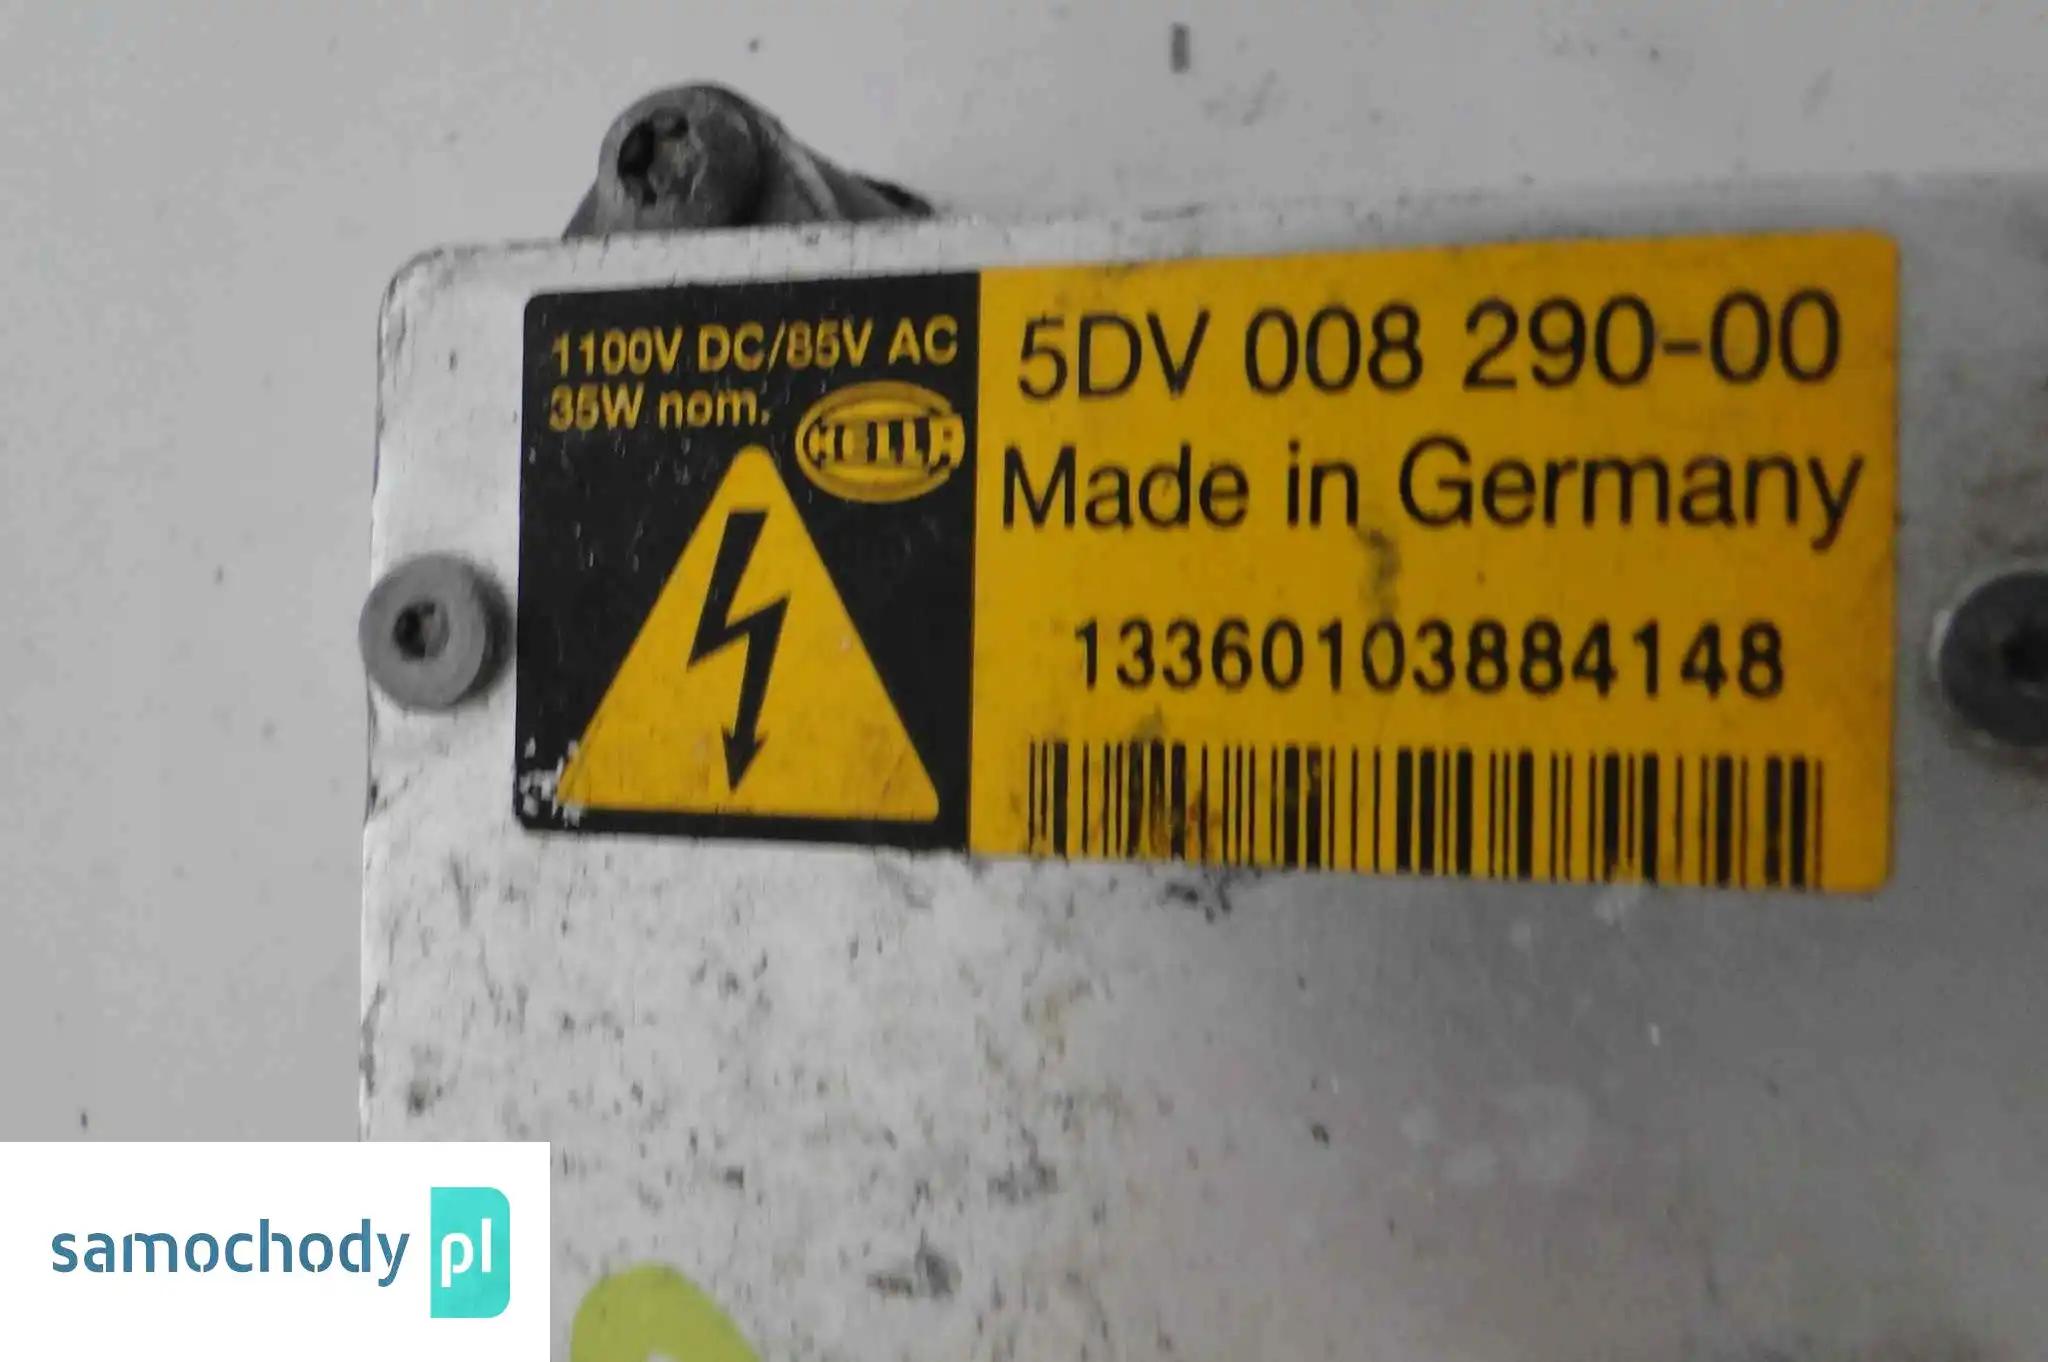 1100V DC/85V AC
35W nom.
HELLA
5DV 008 290-00
Made in Germany
13360103884148
samochody pl